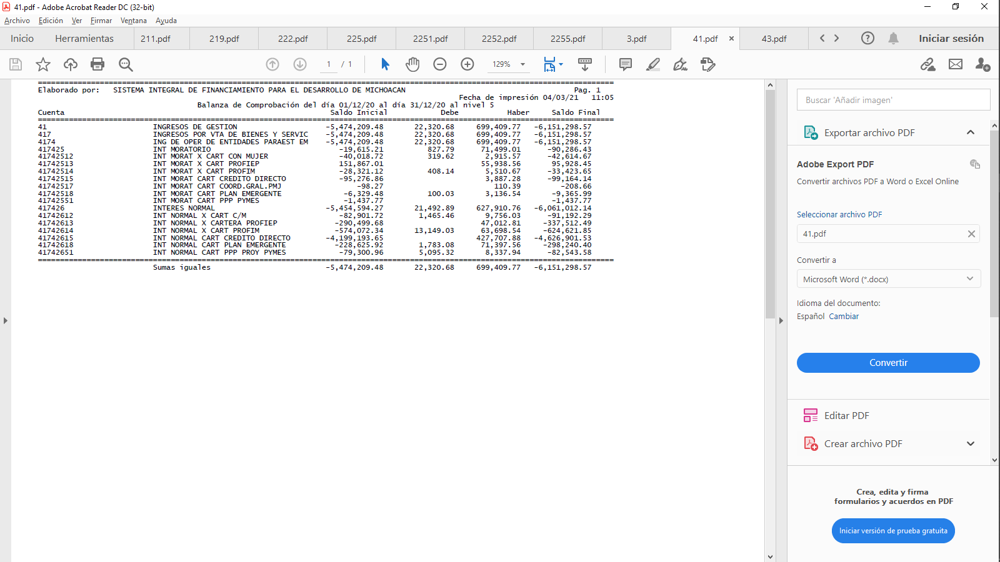 41.pdf - Adobe Acrobat Reader DC (32-bit)
Archivo Edición Ver Firmar Ventana Ayuda
Inicio Herramientas 211.pdf 219.pdf 222.pdf 225.pdf 2251.pdf 2252.pdf 2255.pdf 3.pdf 41.pdf 43.pdf Iniciar sesión
1 / 1 129%
Elaborado por: SISTEMA INTEGRAL DE FINANCIAMIENTO PARA EL DESARROLLO DE MICHOACAN Pag. 1
Fecha de impresión 04/03/21 11:05
Balanza de Comprobación del día 01/12/20 al día 31/12/20 al nivel 5
Cuenta Saldo Inicial Debe Haber Saldo Final
41 INGRESOS DE GESTION -5,474,209.48 22,320.68 699,409.77 -6,151,298.57
417 INGRESOS POR VTA DE BIENES Y SERVIC -5,474,209.48 22,320.68 699,409.77 -6,151,298.57
4174 ING DE OPER DE ENTIDADES PARAEST EM -5,474,209.48 22,320.68 699,409.77 -6,151,298.57
417425 INT MORATORIO -19,615.21 827.79 71,499.01 -90,286.43
41742512 INT MORAT X CART CON MUJER -40,018.72 319.62 2,915.57 -42,614.67
41742513 INT MORAT X CART PROFIEP 151,867.01 55,938.56 95,928.45
41742514 INT MORAT X CART PROFIM -28,321.12 408.14 5,510.67 -33,423.65
41742515 INT MORAT CART CREDITO DIRECTO -95,276.86 3,887.28 -99,164.14
41742517 INT MORAT CART COORD.GRAL.PMJ -98.27 110.39 -208.66
41742518 INT MORAT CART PLAN EMERGENTE -6,329.48 100.03 3,136.54 -9,365.99
41742551 INT MORAT CART PPP PYMES -1,437.77 -1,437.77
417426 INTERES NORMAL -5,454,594.27 21,492.89 627,910.76 -6,061,012.14
41742612 INT NORMAL X CART C/M -82,901.72 1,465.46 9,756.03 -91,192.29
41742613 INT NORMAL X CARTERA PROFIEP -290,499.68 47,012.81 -337,512.49
41742614 INT NORMAL X CART PROFIM -574,072.34 13,149.03 63,698.54 -624,621.85
41742615 INT NORMAL CART CREDITO DIRECTO -4,199,193.65 427,707.88 -4,626,901.53
41742618 INT NORMAL CART PLAN EMERGENTE -228,625.92 1,783.08 71,397.56 -298,240.40
41742651 INT NORMAL CART PPP PROY PYMES -79,300.96 5,095.32 8,337.94 -82,543.58
Sumas iguales -5,474,209.48 22,320.68 699,409.77 -6,151,298.57
Buscar 'Añadir imagen'
Exportar archivo PDF
Adobe Export PDF
Convertir archivos PDF a Word o Excel Online
Seleccionar archivo PDF
41.pdf
Convertir a
Microsoft Word (*.docx)
Idioma del documento:
Español Cambiar
Convertir
Editar PDF
Crear archivo PDF
Crea, edita y firma
formularios y acuerdos en PDF
Iniciar versión de prueba gratuita